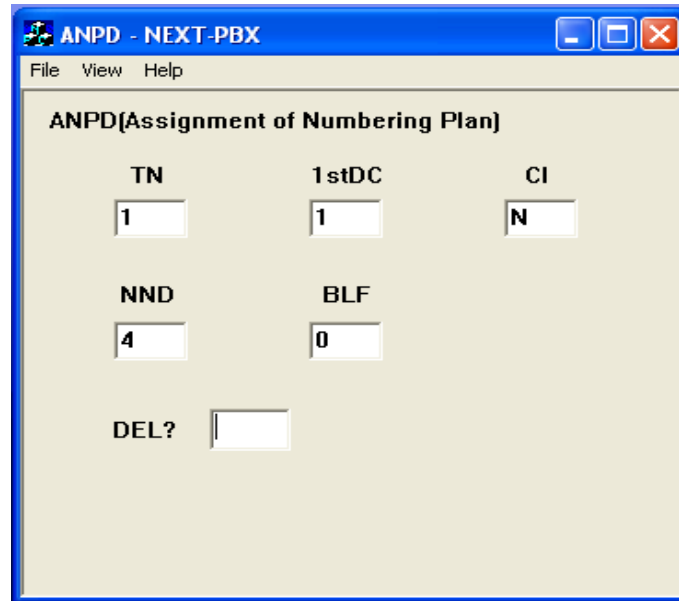 ANPD - NEXT-PBX
File View Help
ANPD(Assignment of Numbering Plan)
TN 1stDC CI
1 1 N
NND BLF
4 0
DEL?